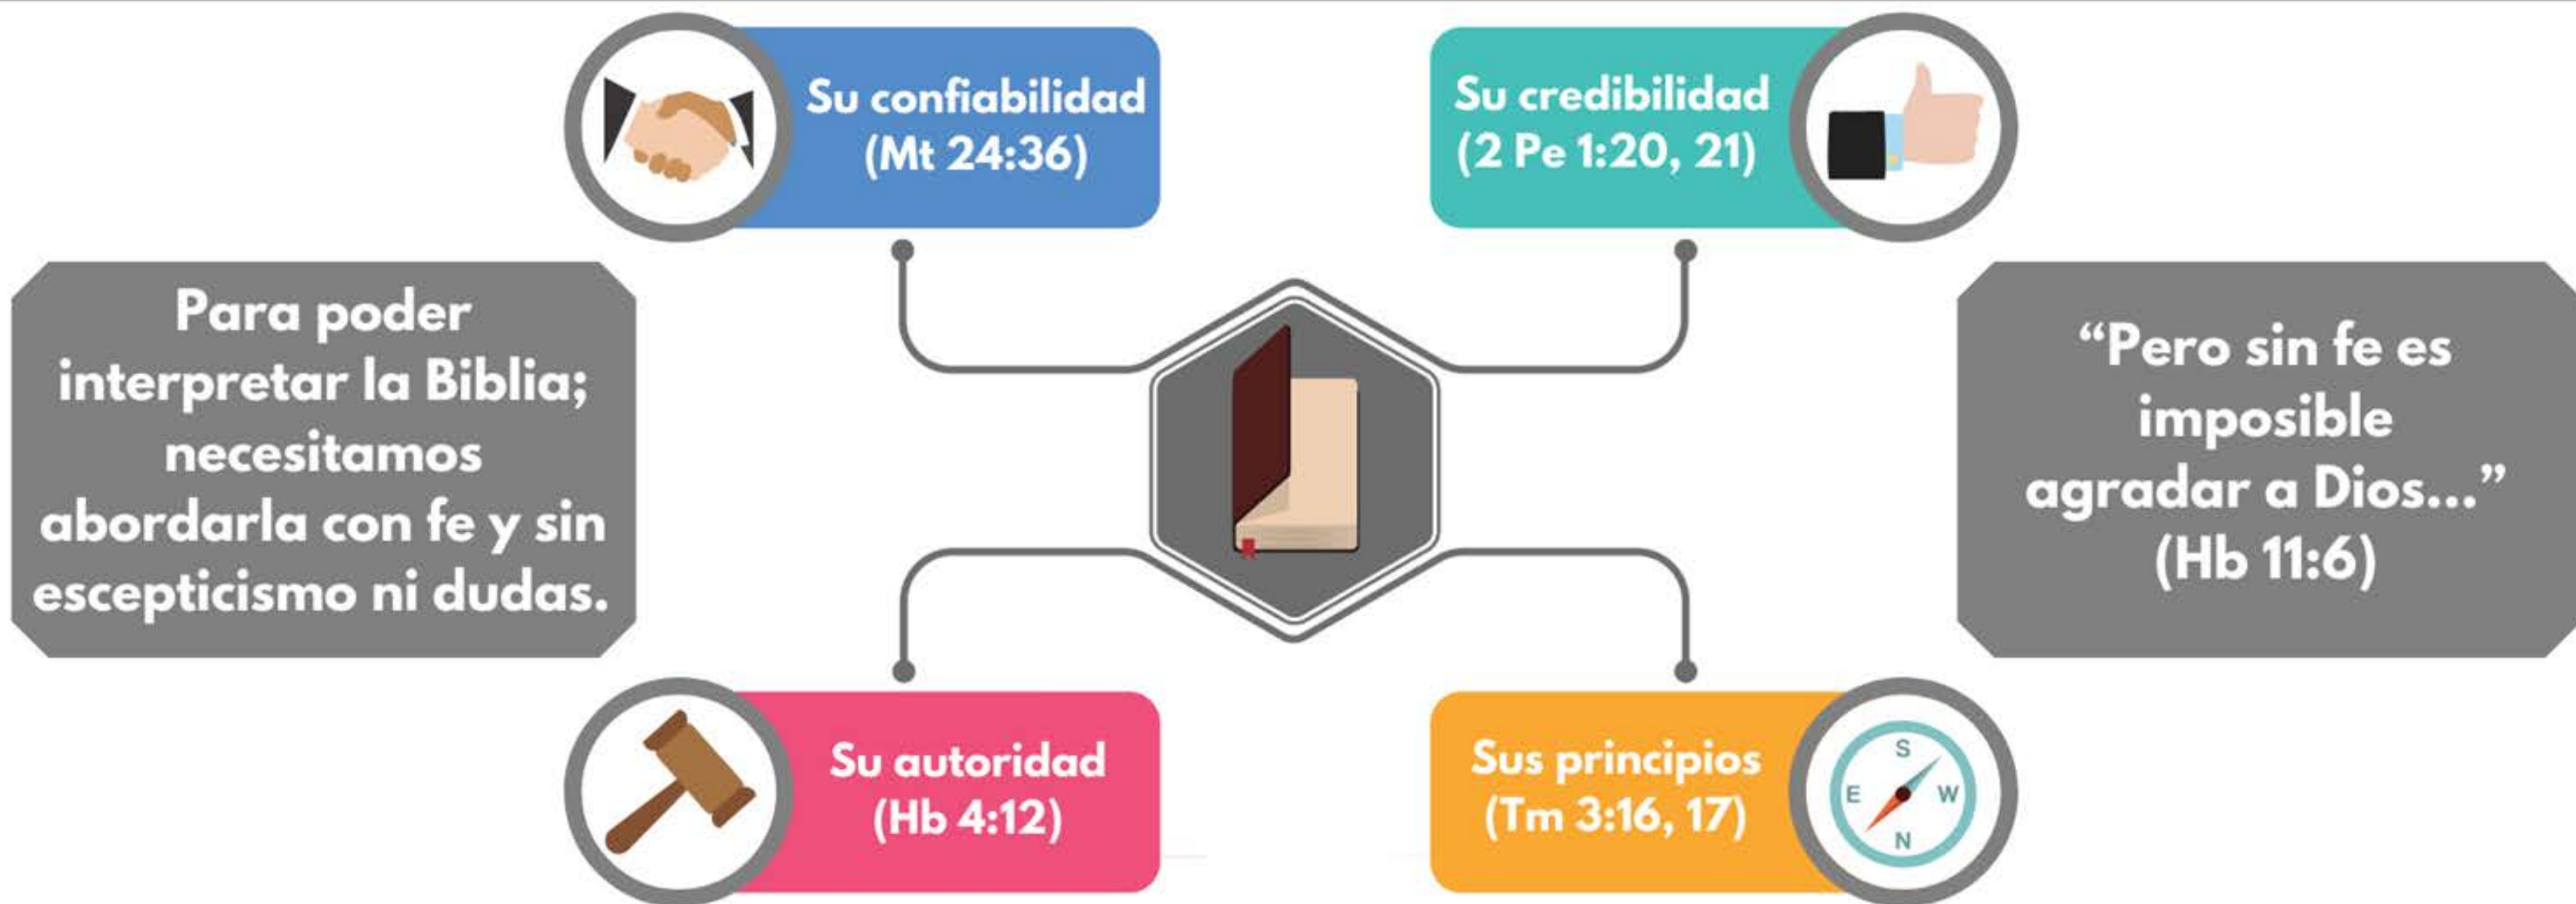 Su confiabilidad
(Mt 24:36)
Su credibilidad
(2 Pe 1:20, 21)
Para poder
interpretar la Biblia;
necesitamos
abordarla con fe y sin
escepticismo ni dudas.
“Pero sin fe es
imposible
agradar a Dios...”
(Hb 11:6)
Su autoridad
(Hb 4:12)
Sus principios
(Tm 3:16, 17)
S
E W
N